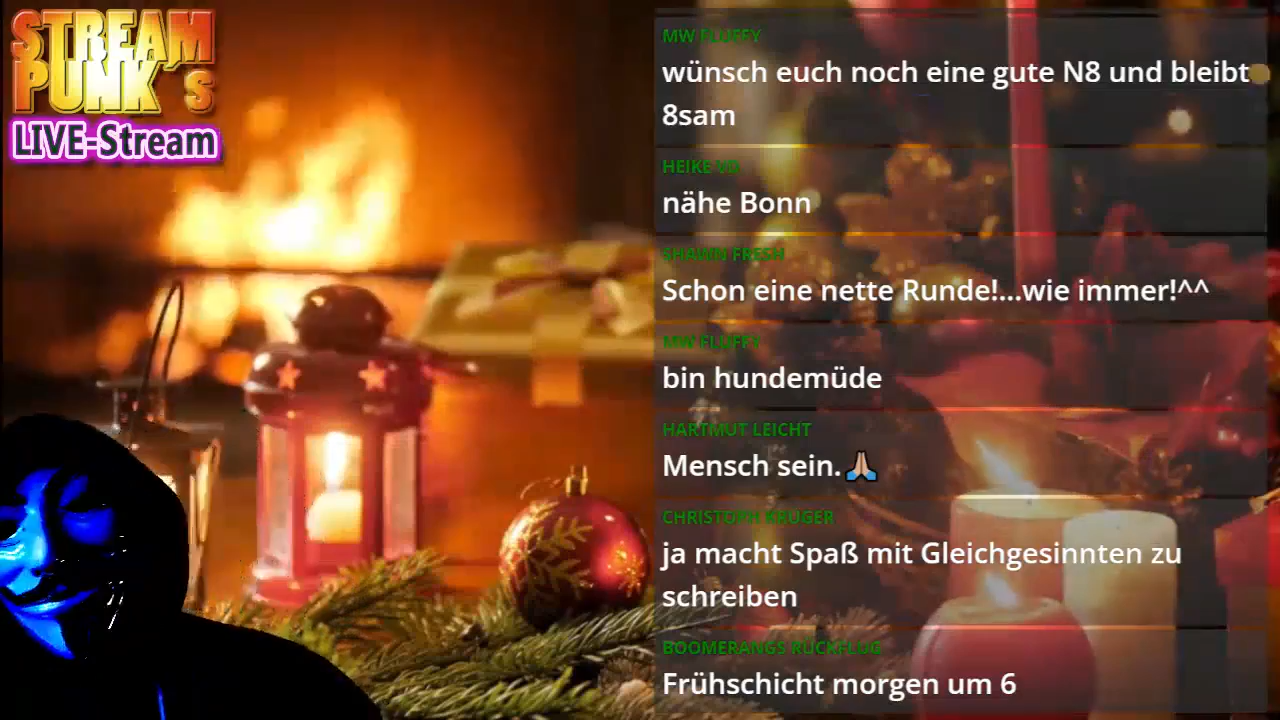 STREAM
PUNK´s
LIVE-Stream
MW FLUFFY
wünsch euch noch eine gute N8 und bleibt
8sam
HEIKE VD
nähe Bonn
SHAWN FRESH
Schon eine nette Runde!...wie immer!^^
MW FLUFFY
bin hundemüde
HARTMUT LEICHT
Mensch sein.🙏
CHRISTOPH KRÜGER
ja macht Spaß mit Gleichgesinnten zu
schreiben
BOOMERANGS RÜCKFLUG
Frühschicht morgen um 6